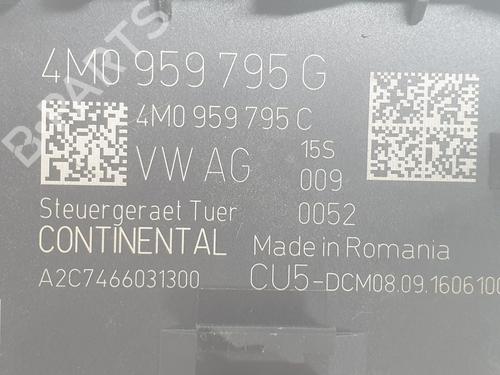 4M0 959 795 G
4M0 959 795 C
VW AG
15S
009
Steuergeraet Tuer
0052
CONTINENTAL
Made in Romania
A2C7466031300
CU5-DCM08.09.1606100
B-PARTS